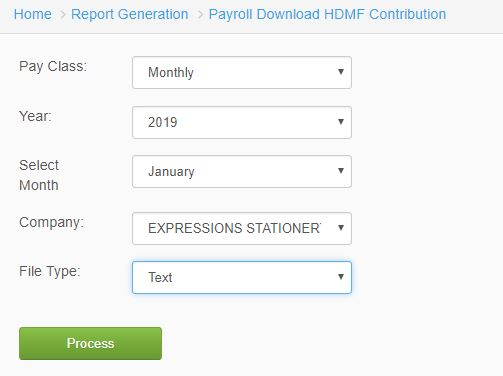 Home > Report Generation > Payroll Download HDMF Contribution
Pay Class: Monthly
Year: 2019
Select
Month January
Company: EXPRESSIONS STATIONER
File Type: Text
Process